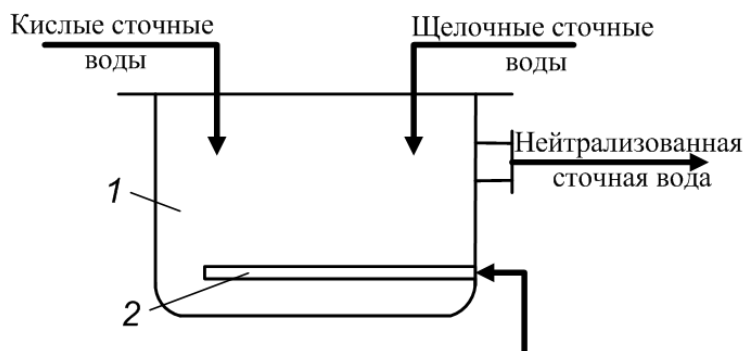 Кислые сточные
воды
Щелочные сточные
воды
Нейтрализованная
сточная вода
1
2